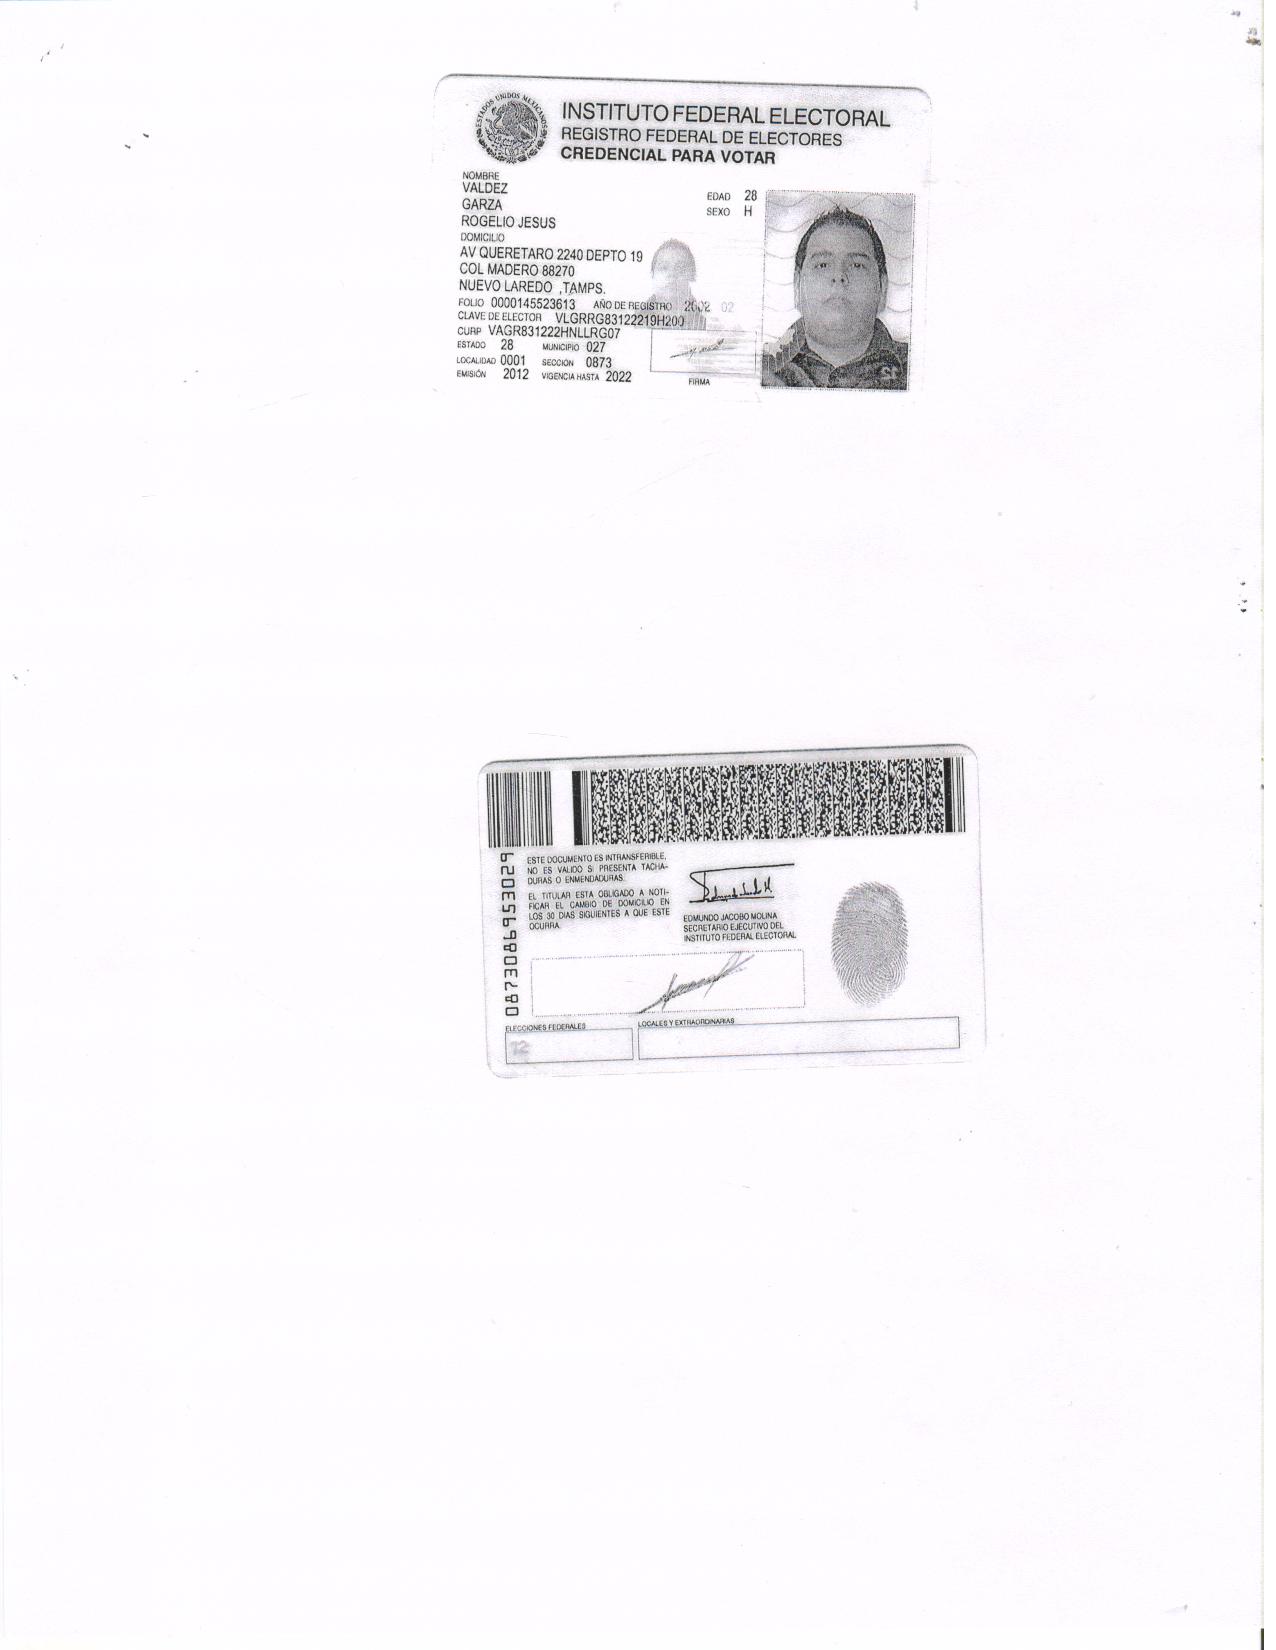 ESTADOS UNIDOS MEXICANOS
INSTITUTO FEDERAL ELECTORAL
REGISTRO FEDERAL DE ELECTORES
CREDENCIAL PARA VOTAR
NOMBRE
VALDEZ
GARZA
ROGELIO JESUS
EDAD 28
SEXO H
DOMICILIO
AV QUERETARO 2240 DEPTO 19
COL MADERO 88270
NUEVO LAREDO ,TAMPS.
FOLIO 0000145523613 AÑO DE REGISTRO 2002 02
CLAVE DE ELECTOR VLGRRG83122219H200
CURP VAGR831222HNLLRG07
ESTADO 28 MUNICIPIO 027
LOCALIDAD 0001 SECCIÓN 0873
EMISIÓN 2012 VIGENCIA HASTA 2022
FIRMA
ESTE DOCUMENTO ES INTRANSFERIBLE,
NO ES VALIDO SI PRESENTA TACHA-
DURAS O ENMENDADURAS.
EL TITULAR ESTA OBLIGADO A NOTI-
FICAR EL CAMBIO DE DOMICILIO EN
LOS 30 DIAS SIGUIENTES A QUE ESTE
OCURRA.
EDMUNDO JACOBO MOLINA
SECRETARIO EJECUTIVO DEL
INSTITUTO FEDERAL ELECTORAL
ELECCIONES FEDERALES
12
LOCALES Y EXTRAORDINARIAS